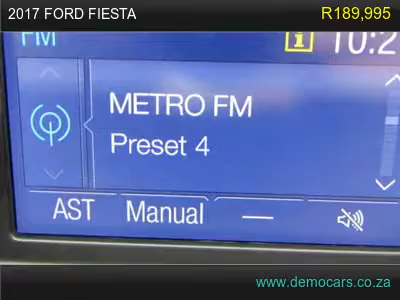 2017 FORD FIESTA
R189,995
FM
i
10:2
METRO FM
Preset 4
AST Manual —
www.democars.co.za